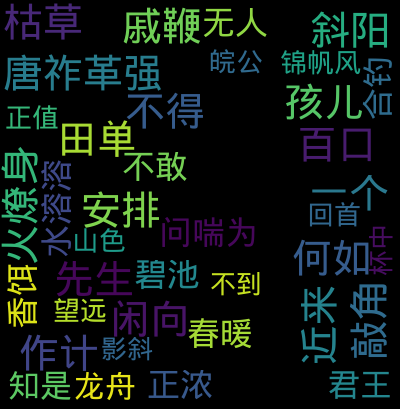 枯草
戚鞭
无人
斜阳
唐祚革强
皖公
锦帆风
合钓
正值
不得
孩儿
田单
百口
火燎身
水溶溶
不敢
一个
安排
回首
山色
问喘为
杯中
何如
先生
碧池
不到
香饵
望远
闲向
近来
敲角
春暖
作计
影斜
知是
龙舟
正浓
君王